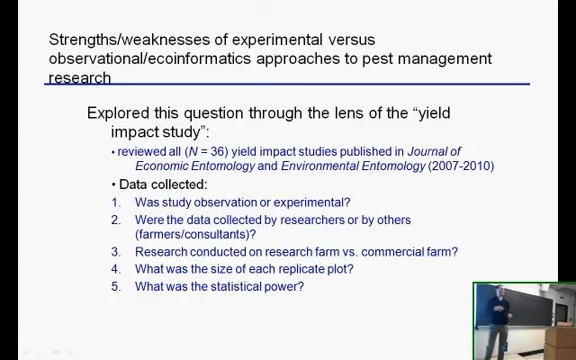 Strengths/weaknesses of experimental versus
observational/ecoinformatics approaches to pest management
research
Explored this question through the lens of the “yield
impact study”:
• reviewed all (N = 36) yield impact studies published in Journal of
Economic Entomology and Environmental Entomology (2007-2010)
• Data collected:
1. Was study observation or experimental?
2. Were the data collected by researchers or by others
(farmers/consultants)?
3. Research conducted on research farm vs. commercial farm?
4. What was the size of each replicate plot?
5. What was the statistical power?